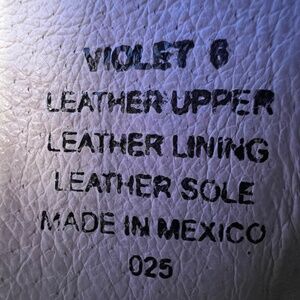 VIOLET 6
LEATHER UPPER
LEATHER LINING
LEATHER SOLE
MADE IN MEXICO
025